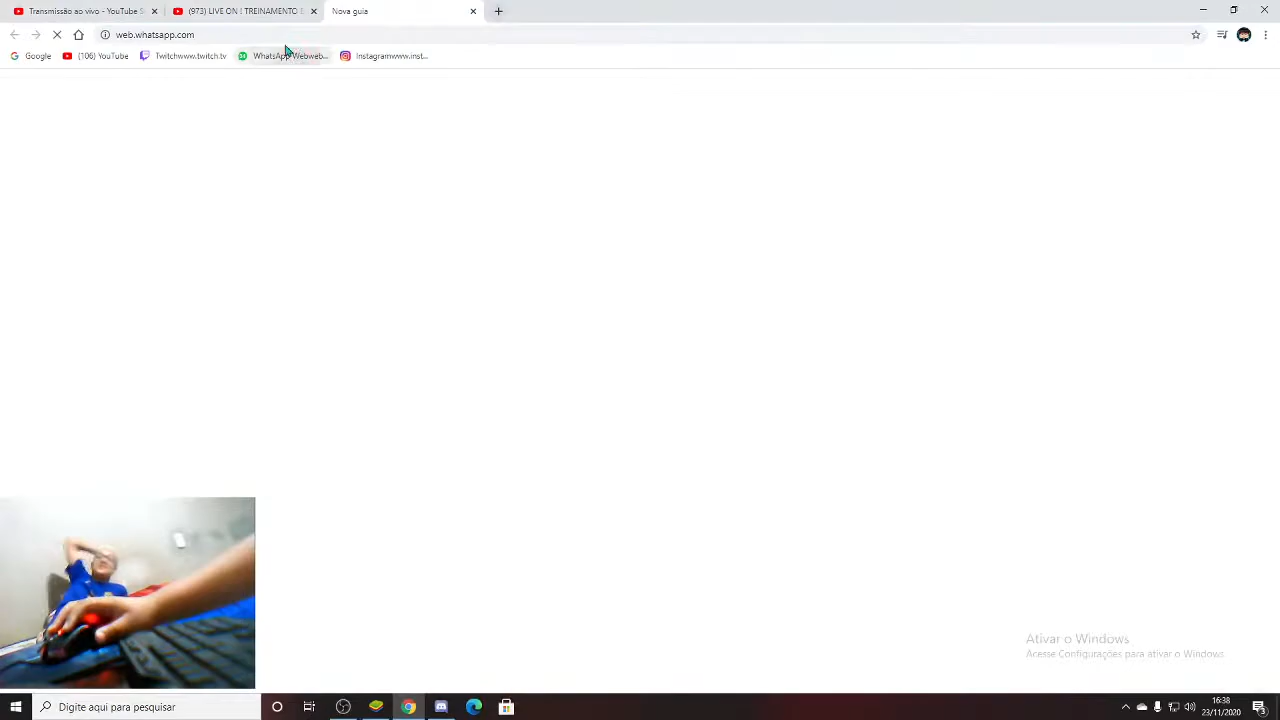 Transmissão ao vivo - YouTube S
(973) LIVE ON ! TREINAMENTO
Nova guia
web.whatsapp.com
Google
(106) YouTube
Twitchwww.twitch.tv
WhatsApp Webweb...
Instagramwww.inst...
Ativar o Windows
Acesse Configurações para ativar o Windows.
Digite aqui para pesquisar
16:38
23/11/2020